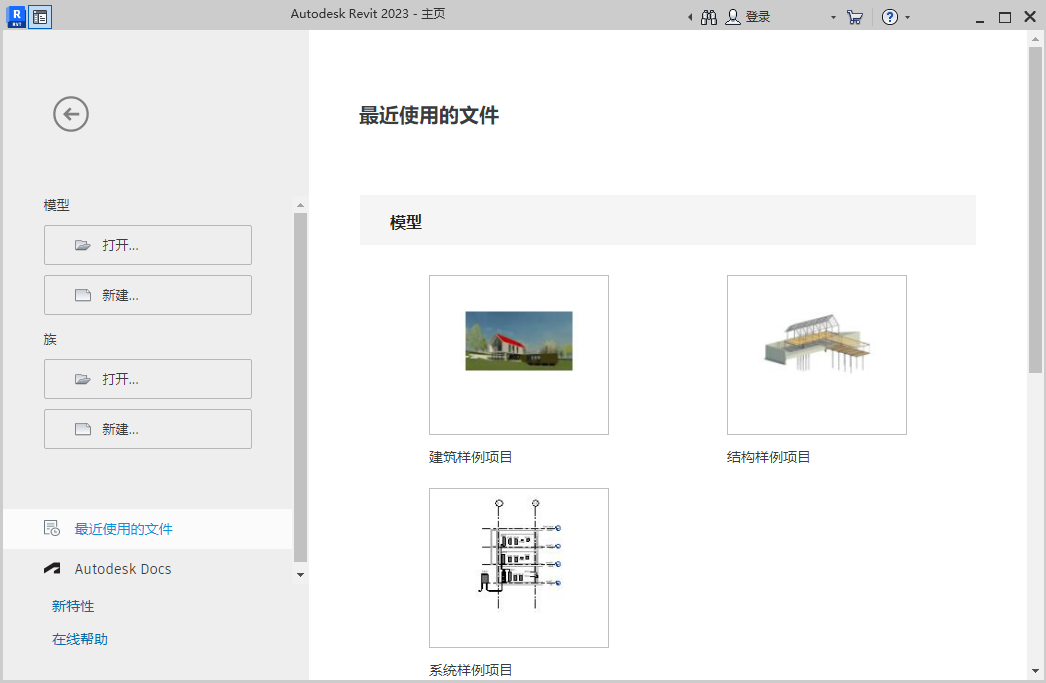 R
RVT
Autodesk Revit 2023 - 主页
登录
?
模型
打开...
新建...
族
打开...
新建...
最近使用的文件
Autodesk Docs
新特性
在线帮助
最近使用的文件
模型
建筑样例项目
结构样例项目
系统样例项目